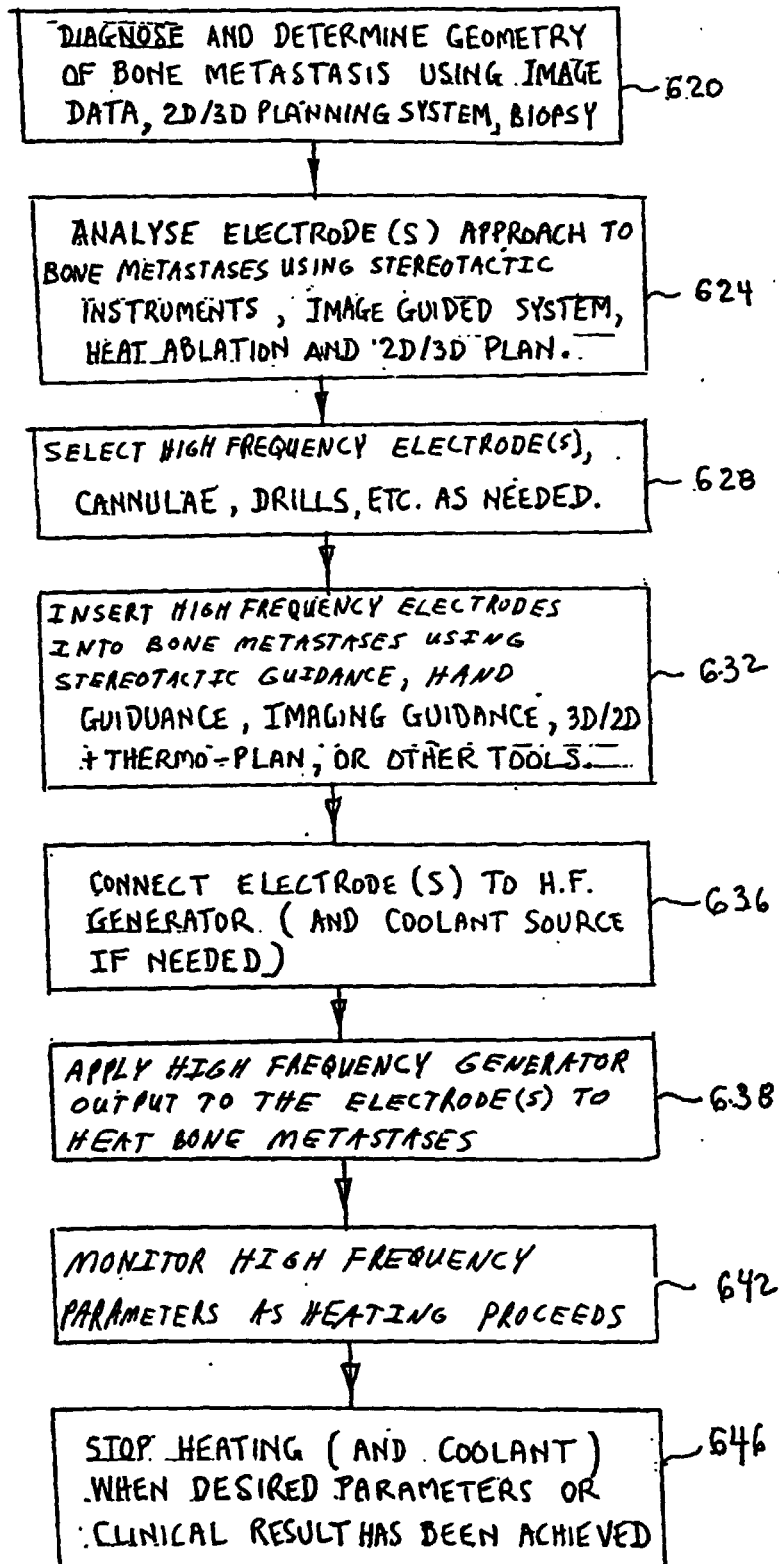 DIAGNOSE AND DETERMINE GEOMETRY
OF BONE METASTASIS USING IMAGE
DATA, 2D/3D PLANNING SYSTEM, BIOPSY
620
ANALYSE ELECTRODE(S) APPROACH TO
BONE METASTASES USING STEREOTACTIC
INSTRUMENTS, IMAGE GUIDED SYSTEM,
HEAT ABLATION AND 2D/3D PLAN.
624
SELECT HIGH FREQUENCY ELECTRODE(S),
CANNULAE, DRILLS, ETC. AS NEEDED.
628
INSERT HIGH FREQUENCY ELECTRODES
INTO BONE METASTASES USING
STEREOTACTIC GUIDANCE, HAND
GUIDUANCE, IMAGING GUIDANCE, 3D/2D
+ THERMO-PLAN, OR OTHER TOOLS.
632
CONNECT ELECTRODE(S) TO H.F.
GENERATOR (AND COOLANT SOURCE
IF NEEDED)
636
APPLY HIGH FREQUENCY GENERATOR
OUTPUT TO THE ELECTRODE(S) TO
HEAT BONE METASTASES
638
MONITOR HIGH FREQUENCY
PARAMETERS AS HEATING PROCEEDS
642
STOP HEATING (AND COOLANT)
WHEN DESIRED PARAMETERS OR
CLINICAL RESULT HAS BEEN ACHIEVED
646